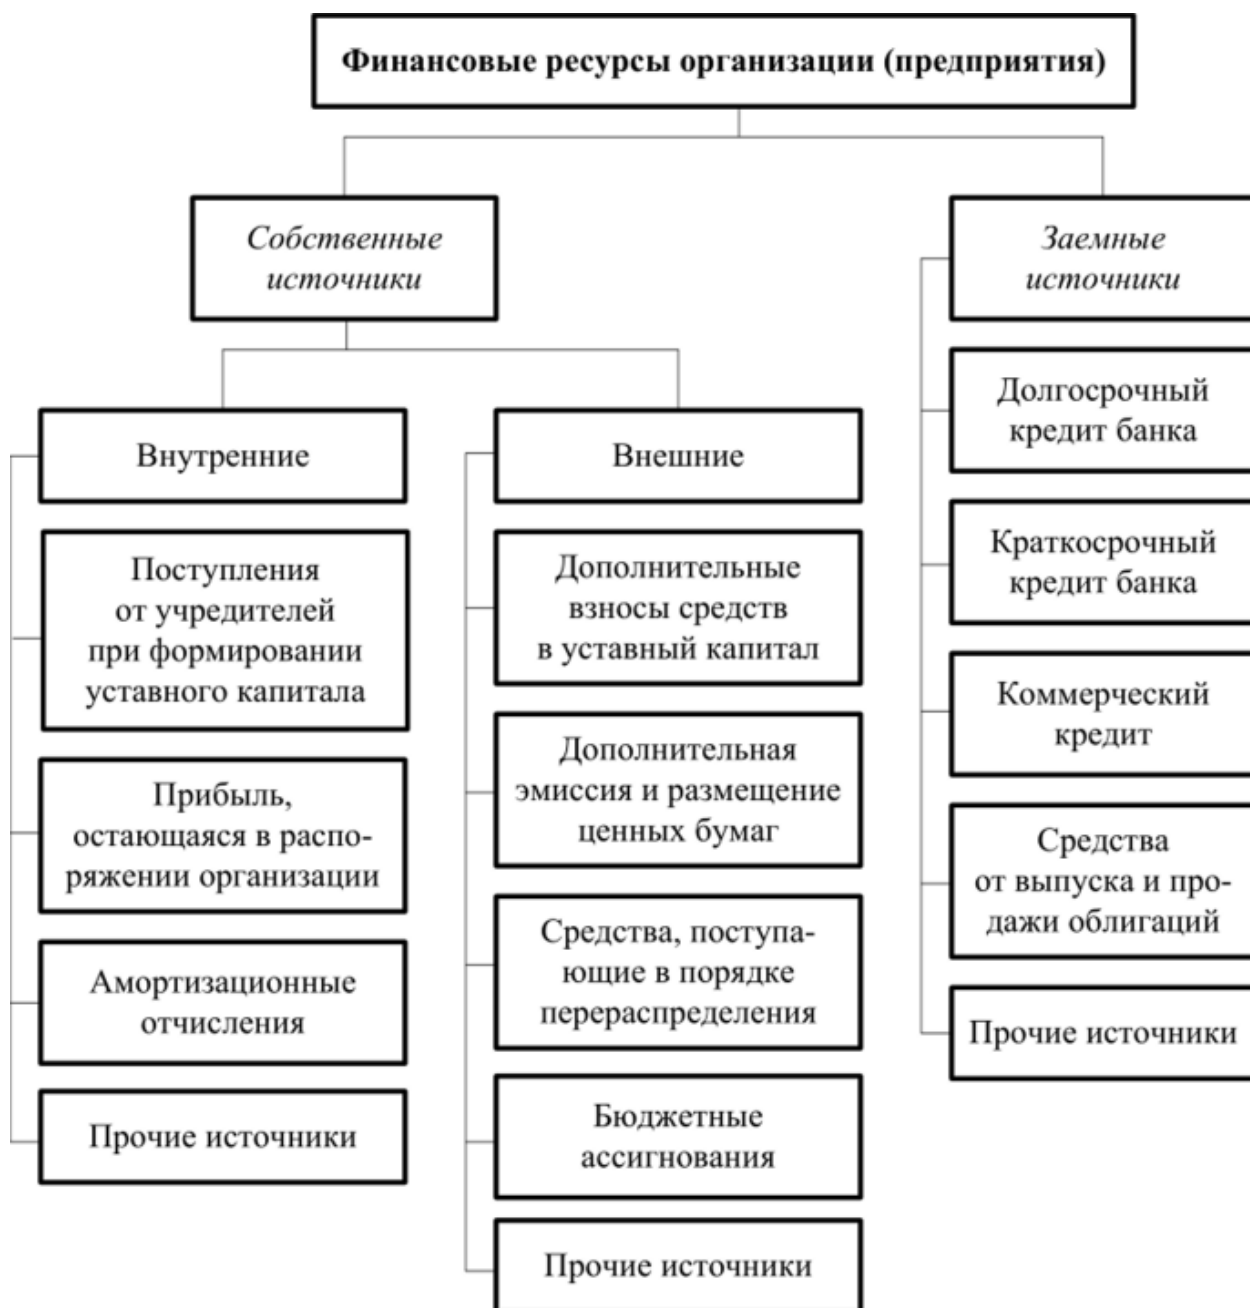 Финансовые ресурсы организации (предприятия)
Собственные
источники
Заемные
источники
Внутренние
Поступления
от учредителей
при формировании
уставного капитала
Прибыль,
остающаяся в распо-
ряжении организации
Амортизационные
отчисления
Прочие источники
Внешние
Дополнительные
взносы средств
в уставный капитал
Дополнительная
эмиссия и размещение
ценных бумаг
Средства, поступа-
ющие в порядке
перераспределения
Бюджетные
ассигнования
Прочие источники
Долгосрочный
кредит банка
Краткосрочный
кредит банка
Коммерческий
кредит
Средства
от выпуска и про-
дажи облигаций
Прочие источники